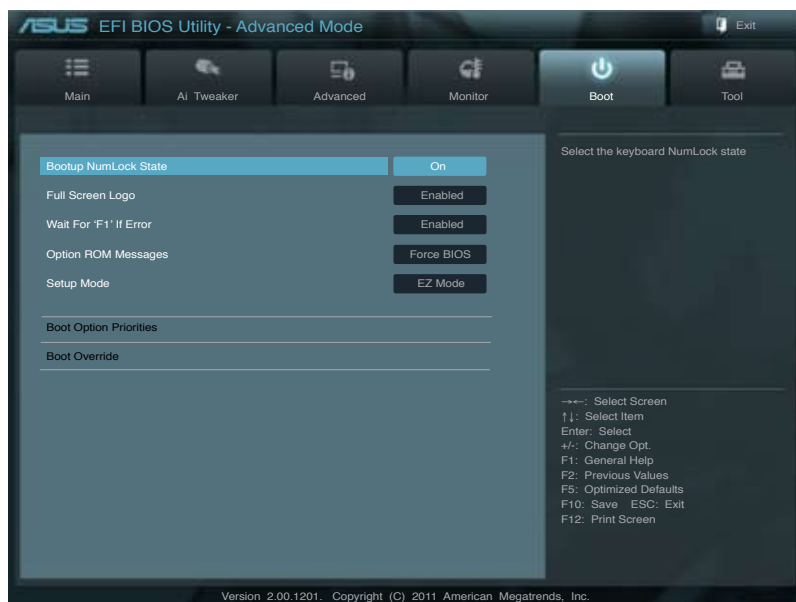 ASUS EFI BIOS Utility - Advanced Mode
Exit
Main
Ai Tweaker
Advanced
Monitor
Boot
Tool
Bootup NumLock State On
Full Screen Logo Enabled
Wait For ‘F1’ If Error Enabled
Option ROM Messages Force BIOS
Setup Mode EZ Mode
Boot Option Priorities
Boot Override
Select the keyboard NumLock state
→←: Select Screen
↑↓: Select Item
Enter: Select
+/-: Change Opt.
F1: General Help
F2: Previous Values
F5: Optimized Defaults
F10: Save ESC: Exit
F12: Print Screen
Version 2.00.1201. Copyright (C) 2011 American Megatrends, Inc.